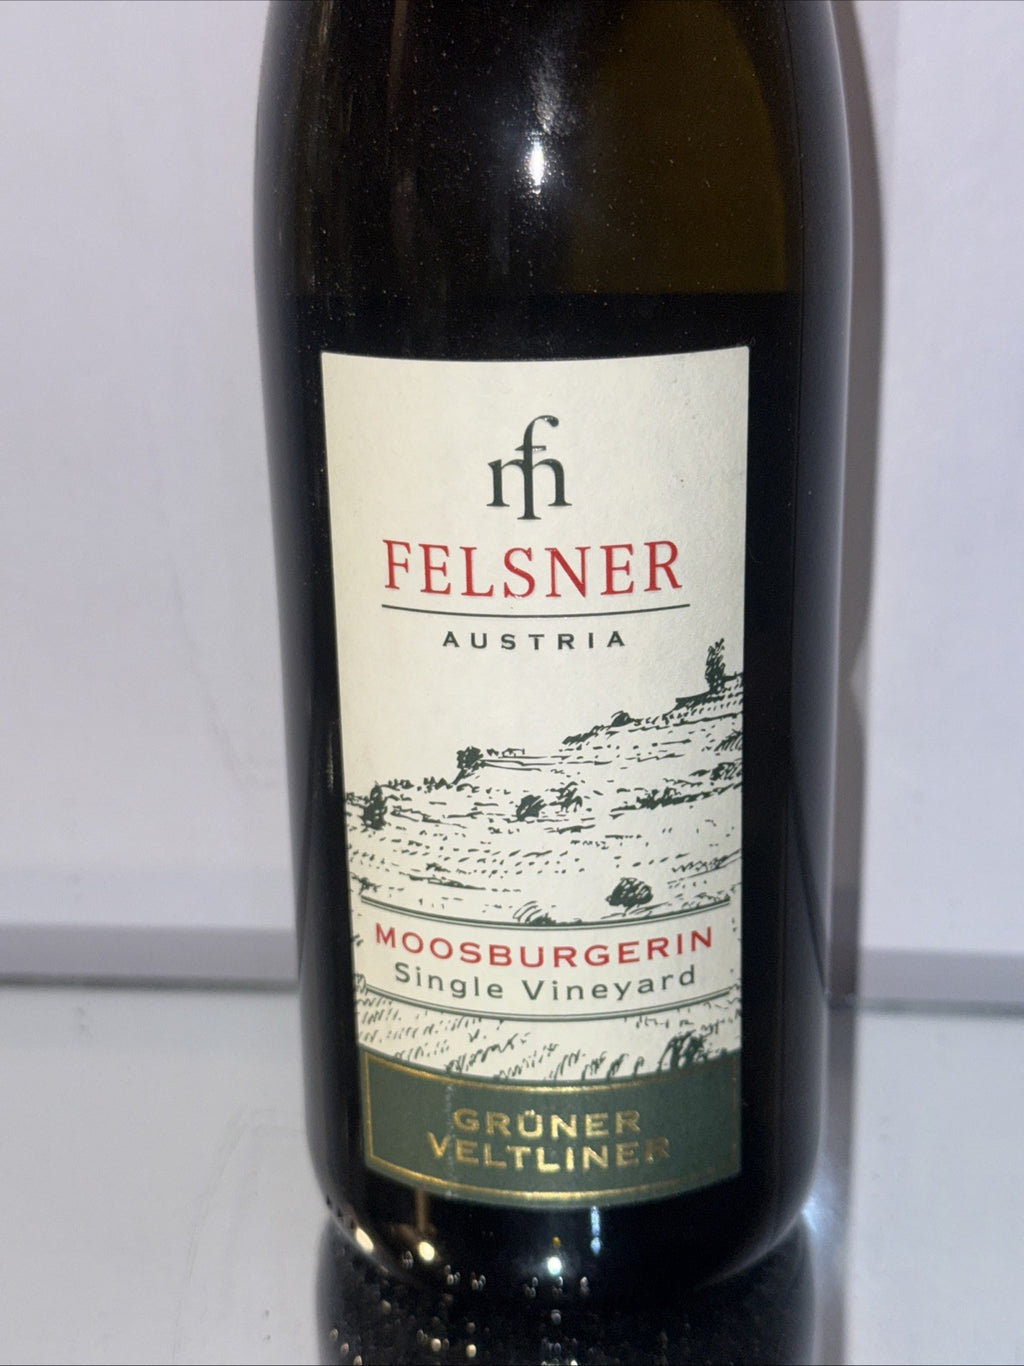 mfh
FELSNER
AUSTRIA
MOOSBURGERIN
Single Vineyard
GRÜNER
VELTLINER